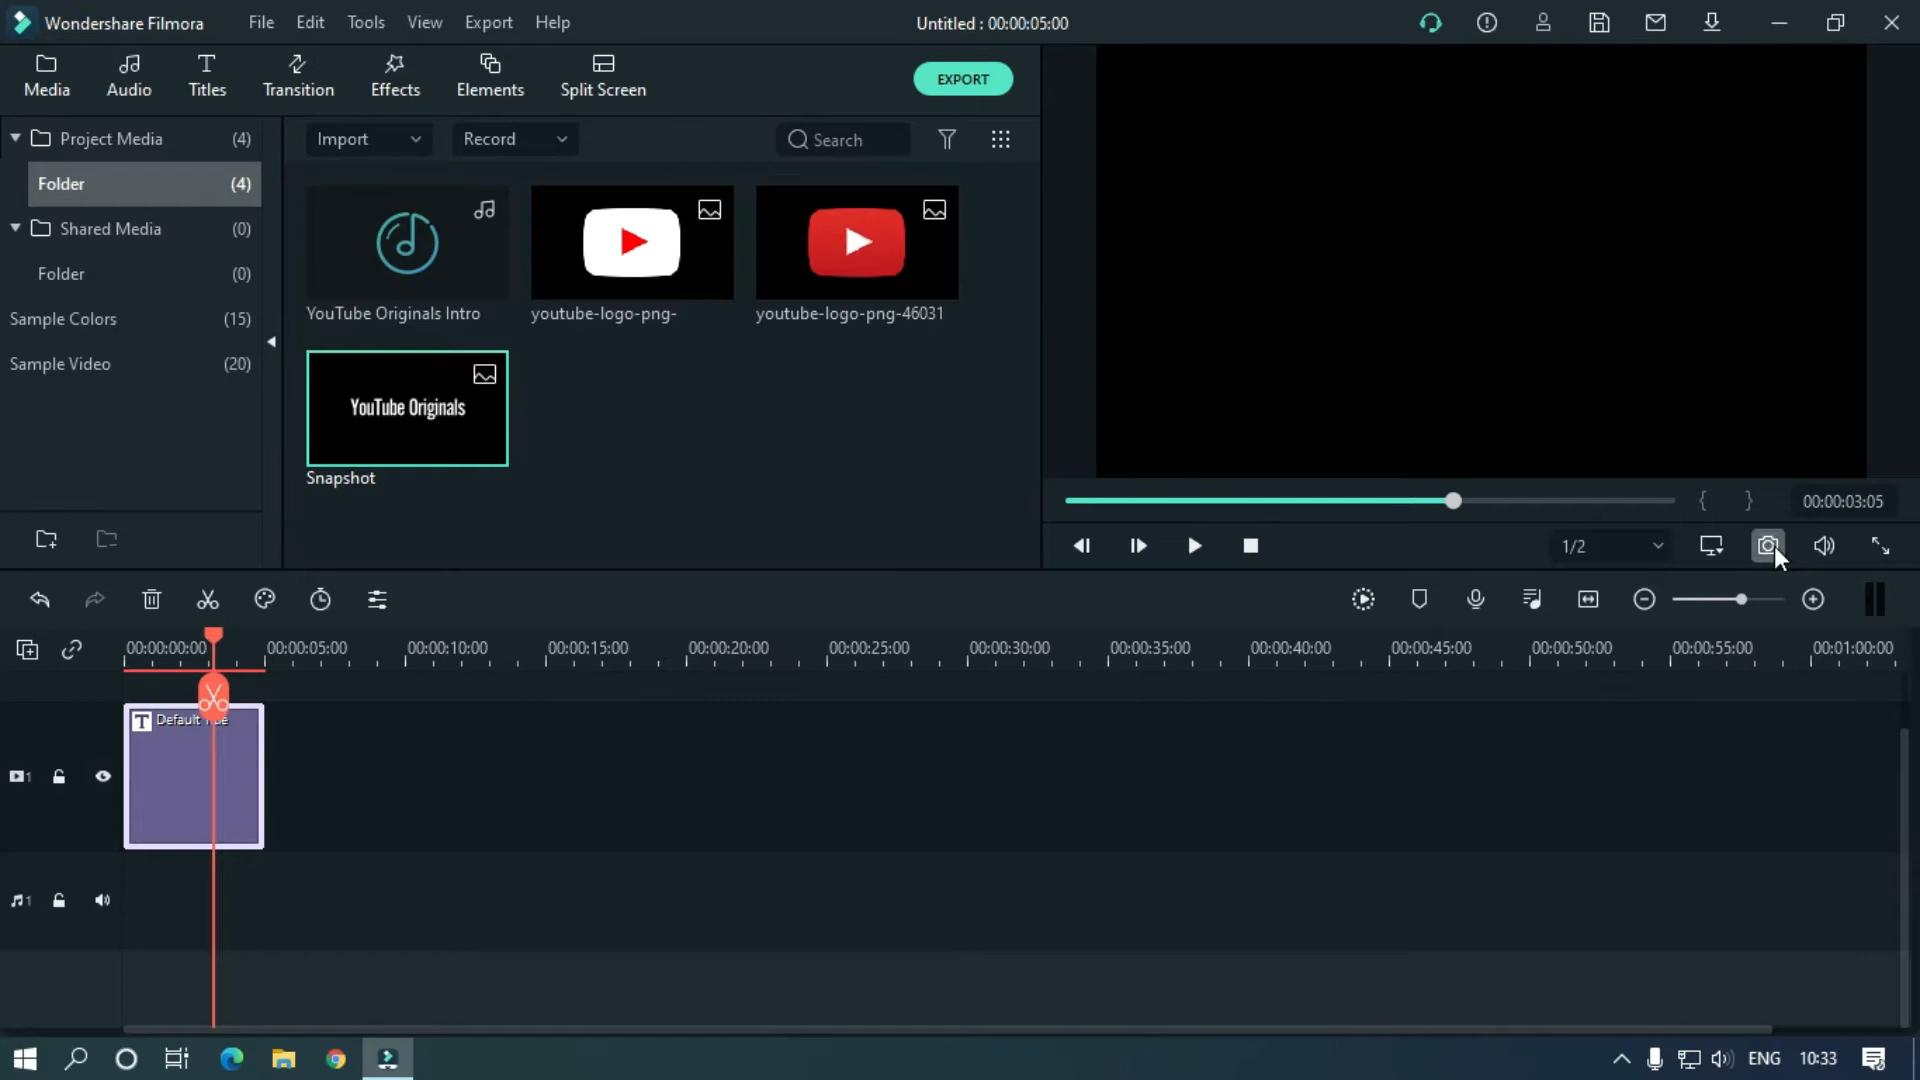 Wondershare Filmora File Edit Tools View Export Help Untitled : 00:00:05:00
Media Audio Titles Transition Effects Elements Split Screen EXPORT
Project Media (4) Import Record Search
Folder (4)
Shared Media (0)
Folder (0)
Sample Colors (15)
Sample Video (20)
YouTube Originals Intro youtube-logo-png- youtube-logo-png-46031
YouTube Originals
Snapshot
00:00:03:05
1/2
00:00:00:00 00:00:05:00 00:00:10:00 00:00:15:00 00:00:20:00 00:00:25:00 00:00:30:00 00:00:35:00 00:00:40:00 00:00:45:00 00:00:50:00 00:00:55:00 00:01:00:00
T Default
1
1
ENG 10:33